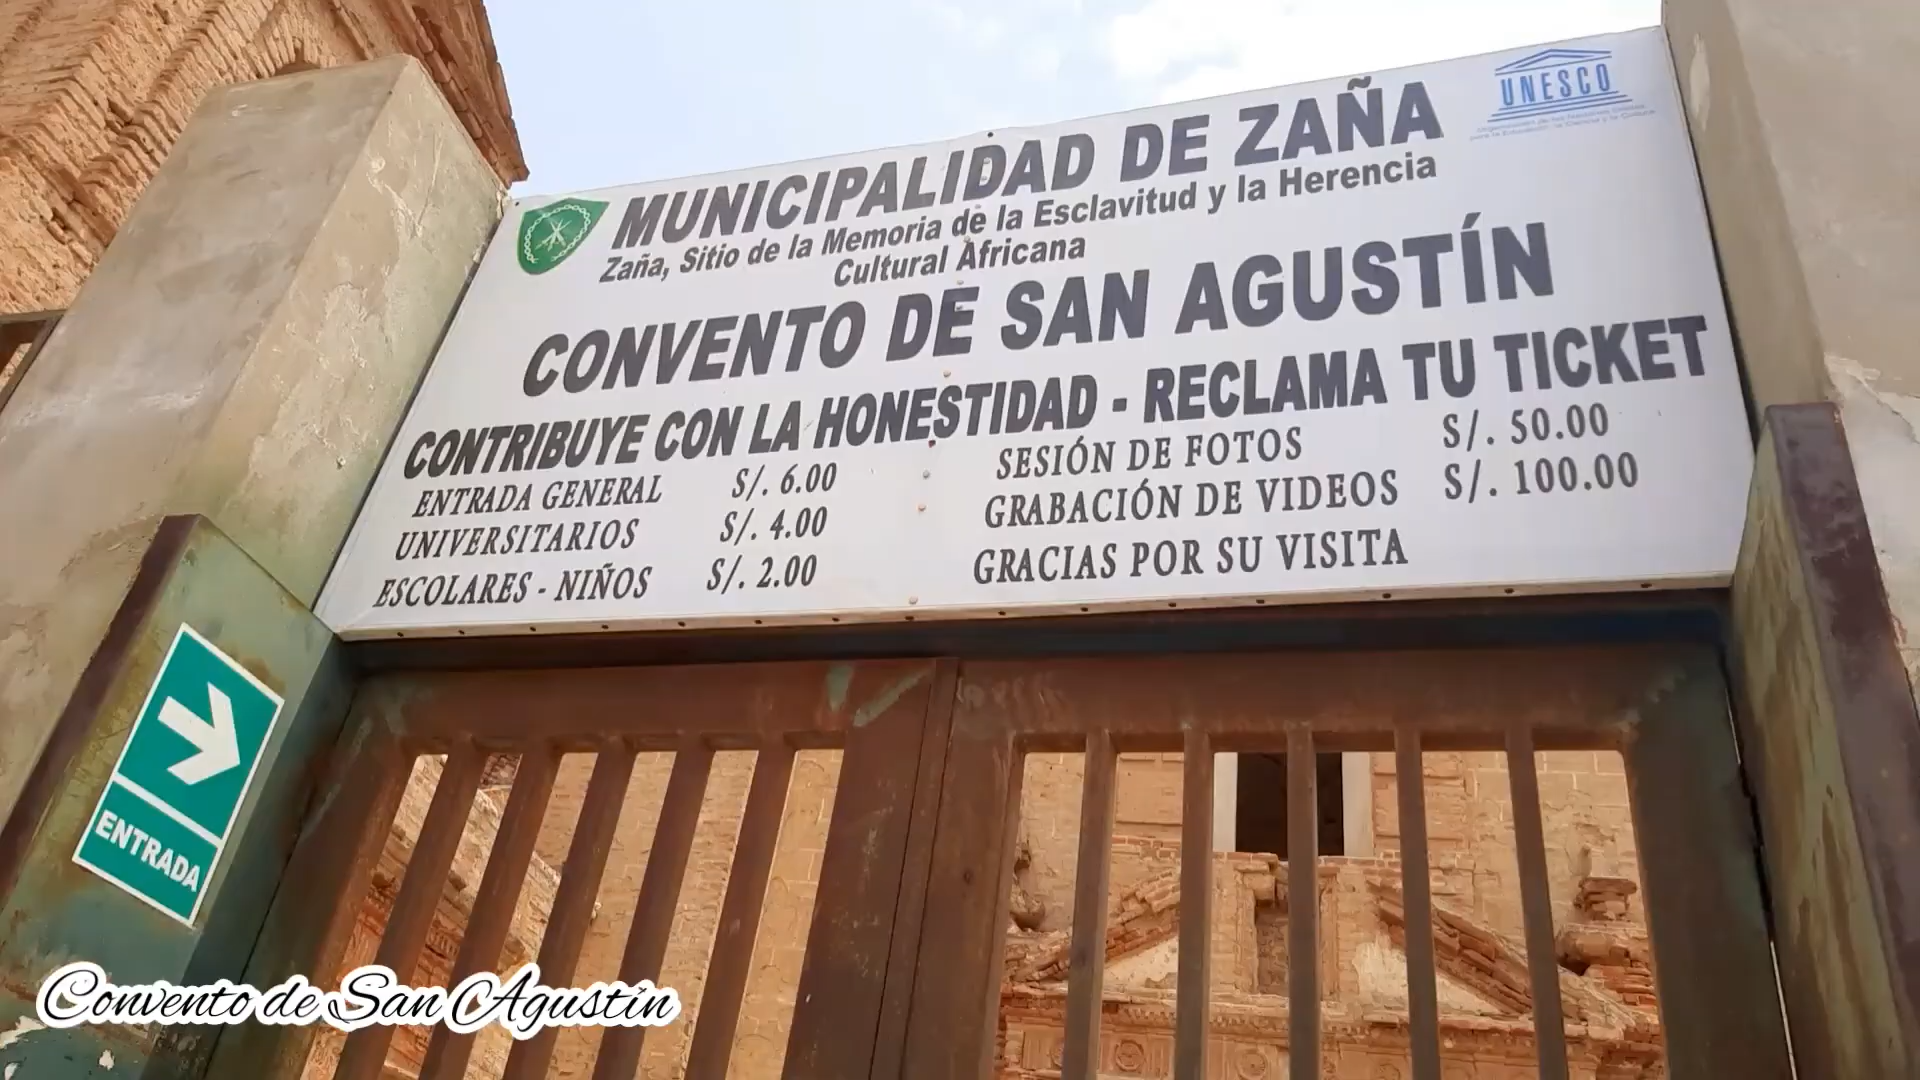 UNESCO
MUNICIPALIDAD DE ZAÑA
Zaña, Sitio de la Memoria de la Esclavitud y la Herencia
Cultural Africana
CONVENTO DE SAN AGUSTÍN
CONTRIBUYE CON LA HONESTIDAD - RECLAMA TU TICKET
ENTRADA GENERAL S/. 6.00
UNIVERSITARIOS S/. 4.00
ESCOLARES - NIÑOS S/. 2.00
SESIÓN DE FOTOS S/. 50.00
GRABACIÓN DE VIDEOS S/. 100.00
GRACIAS POR SU VISITA
ENTRADA
Convento de San Agustín